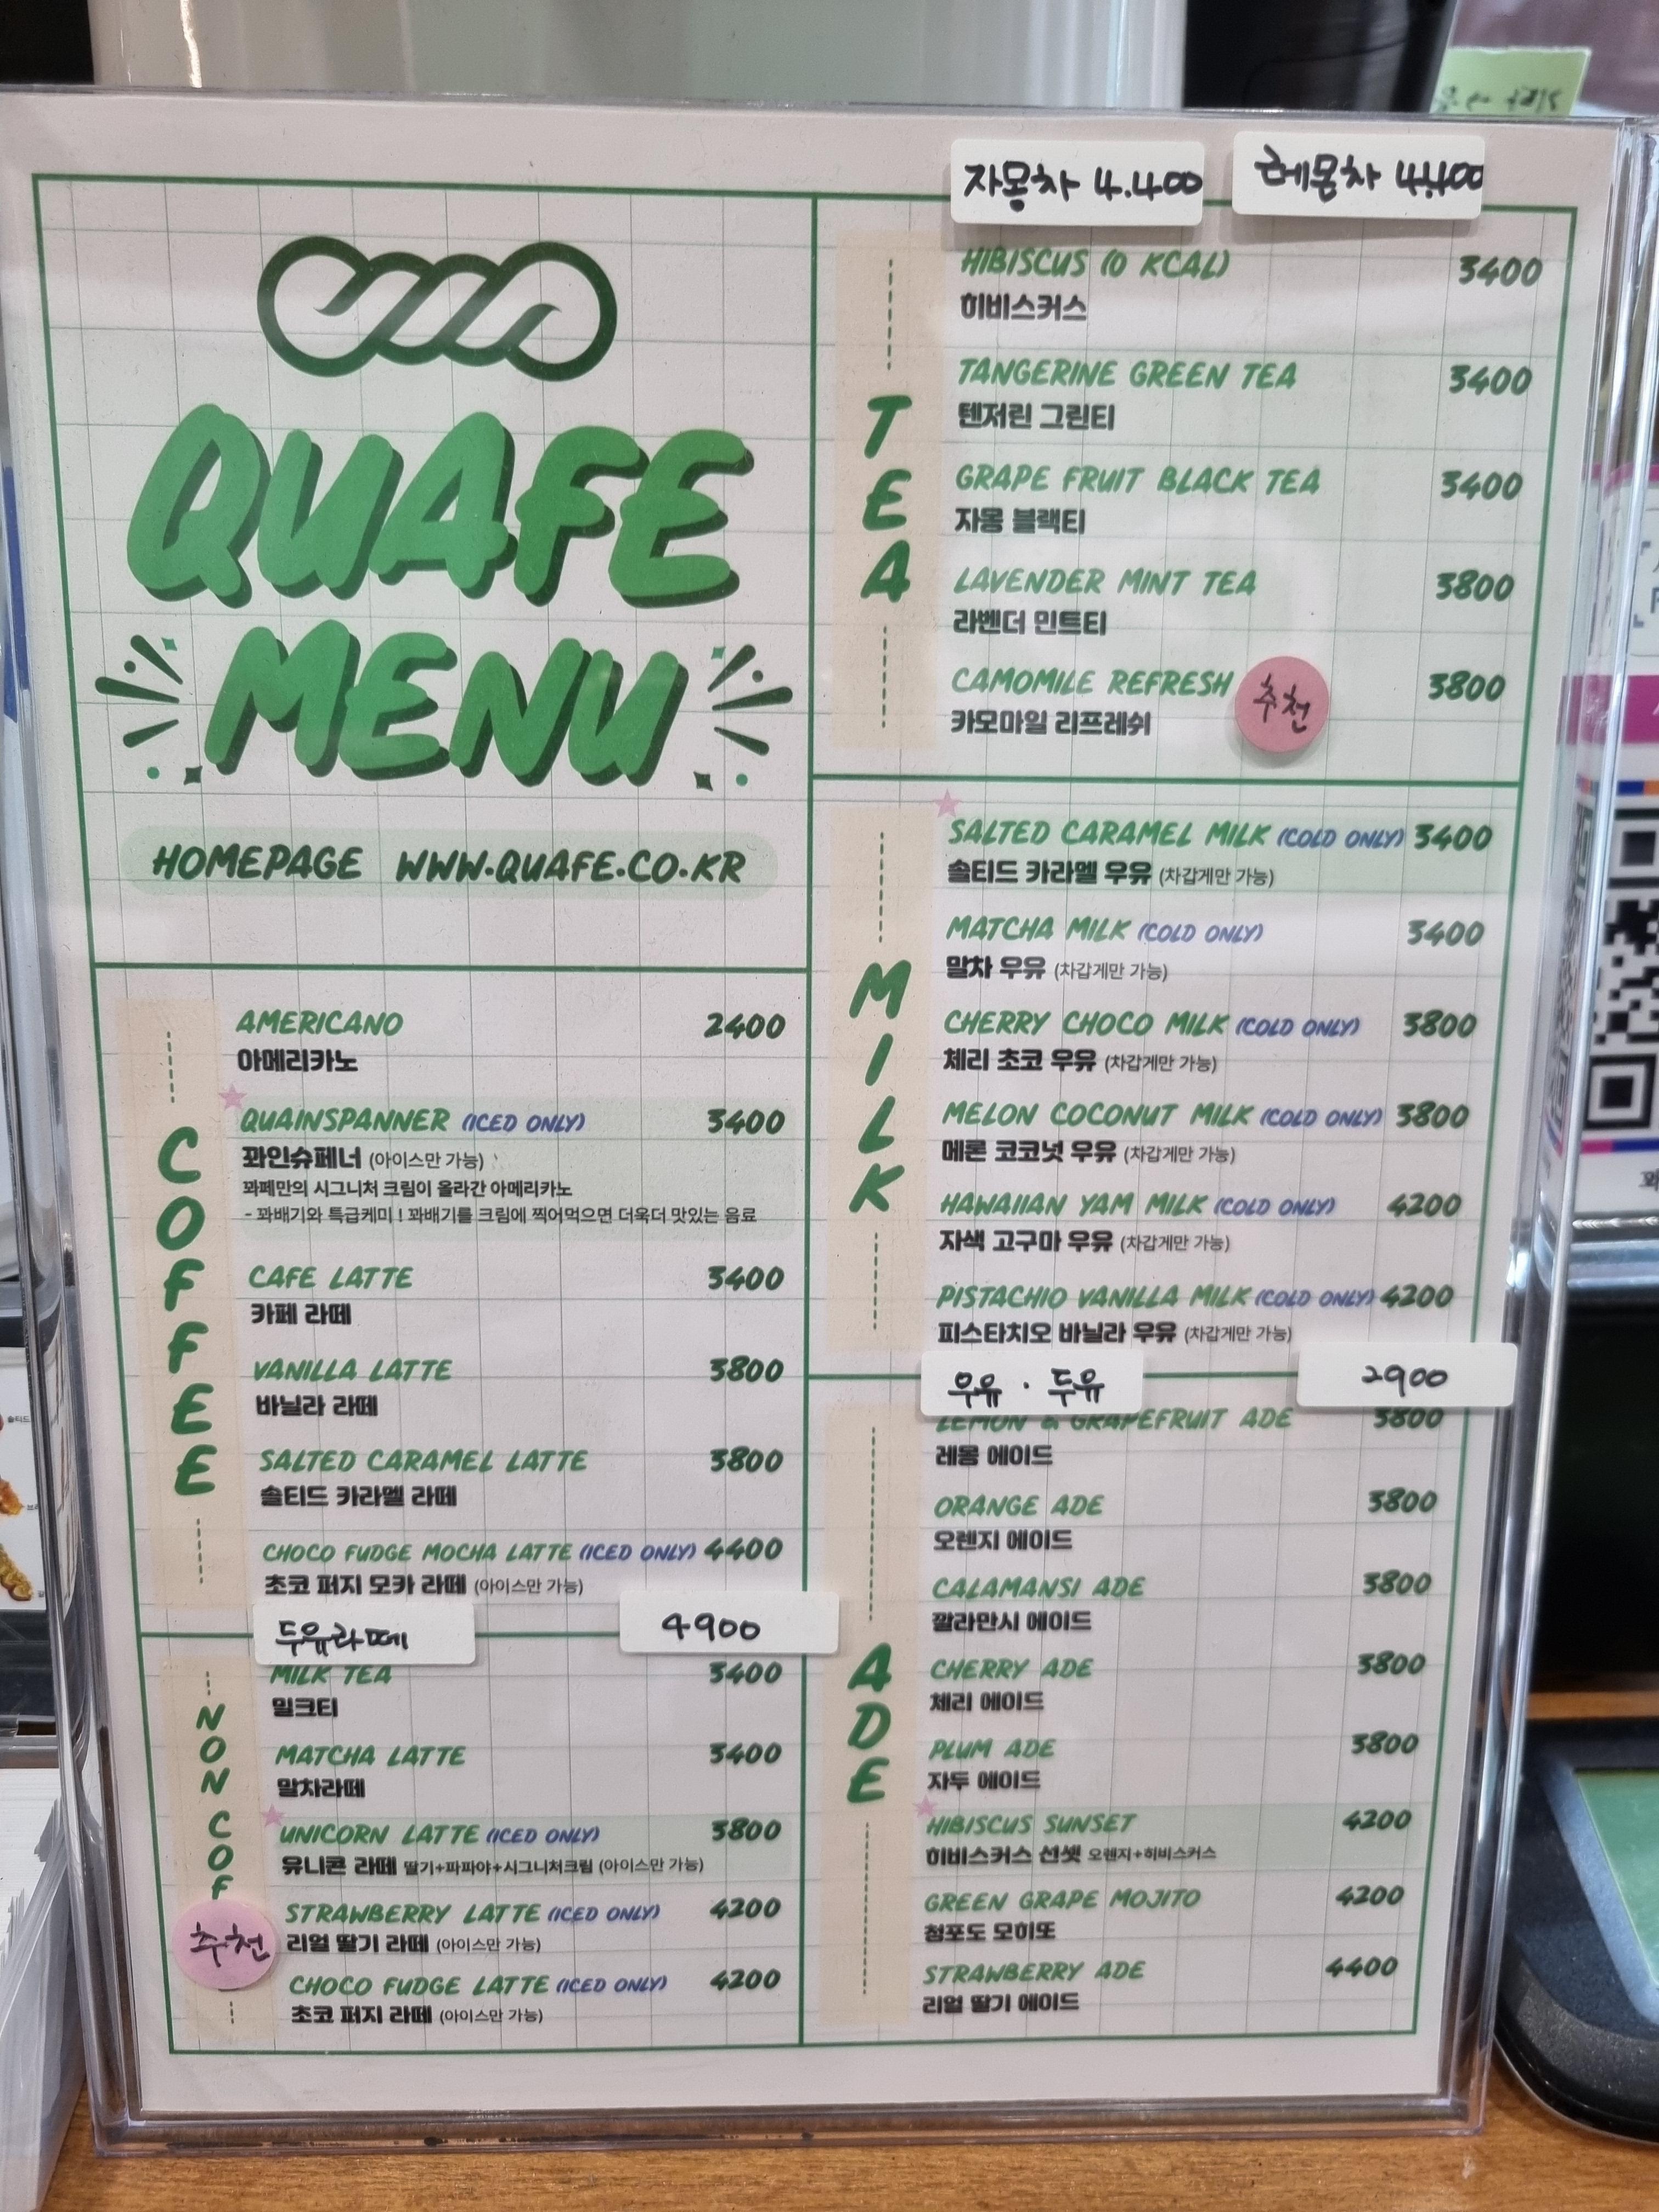 QUAFE
MENU
HOMEPAGE WWW.QUAFE.CO.KR
COFFEE
AMERICANO 2400
아메리카노
QUAINSPANNER (ICED ONLY) 3400
꽈인슈페너 (아이스만 가능)
꽈페만의 시그니처 크림이 올라간 아메리카노
- 꽈배기와 특급케미 ! 꽈배기를 크림에 찍어먹으면 더욱더 맛있는 음료
CAFE LATTE 3400
카페 라떼
VANILLA LATTE 3800
바닐라 라떼
SALTED CARAMEL LATTE 3800
솔티드 카라멜 라떼
CHOCO FUDGE MOCHA LATTE (ICED ONLY) 4400
초코 퍼지 모카 라떼 (아이스만 가능)
두유라떼 4900
NON COF
MILK TEA 3400
밀크티
MATCHA LATTE 3400
말차라떼
UNICORN LATTE (ICED ONLY) 3800
유니콘 라떼 딸기+파파야+시그니처크림 (아이스만 가능)
STRAWBERRY LATTE (ICED ONLY) 4200
추천 리얼 딸기 라떼 (아이스만 가능)
CHOCO FUDGE LATTE (ICED ONLY) 4200
초코 퍼지 라떼 (아이스만 가능)
자몽차 4.400 레몬차 4.400
TEA
HIBISCUS (0 KCAL) 3400
히비스커스
TANGERINE GREEN TEA 3400
텐저린 그린티
GRAPE FRUIT BLACK TEA 3400
자몽 블랙티
LAVENDER MINT TEA 3800
라벤더 민트티
CAMOMILE REFRESH 추천 3800
카모마일 리프레쉬
MILK
SALTED CARAMEL MILK (COLD ONLY) 3400
솔티드 카라멜 우유 (차갑게만 가능)
MATCHA MILK (COLD ONLY) 3400
말차 우유 (차갑게만 가능)
CHERRY CHOCO MILK (COLD ONLY) 3800
체리 초코 우유 (차갑게만 가능)
MELON COCONUT MILK (COLD ONLY) 3800
메론 코코넛 우유 (차갑게만 가능)
HAWAIIAN YAM MILK (COLD ONLY) 4200
자색 고구마 우유 (차갑게만 가능)
PISTACHIO VANILLA MILK (COLD ONLY) 4200
피스타치오 바닐라 우유 (차갑게만 가능)
우유 · 두유 2900
ADE
LEMON & GRAPEFRUIT ADE 3800
레몽 에이드
ORANGE ADE 3800
오렌지 에이드
CALAMANSI ADE 3800
깔라만시 에이드
CHERRY ADE 3800
체리 에이드
PLUM ADE 3800
자두 에이드
HIBISCUS SUNSET 4200
히비스커스 선셋 오렌지+히비스커스
GREEN GRAPE MOJITO 4200
청포도 모히또
STRAWBERRY ADE 4400
리얼 딸기 에이드